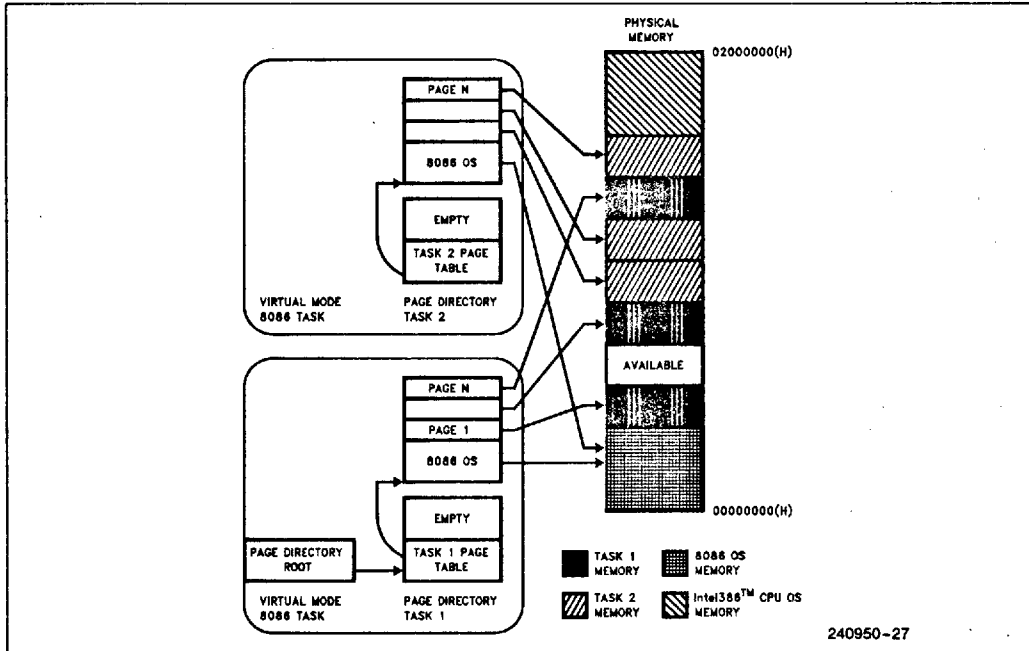 PHYSICAL
MEMORY
02000000(H)
PAGE N
8086 OS
EMPTY
TASK 2 PAGE
TABLE
VIRTUAL MODE
8086 TASK
PAGE DIRECTORY
TASK 2
AVAILABLE
PAGE N
PAGE 1
8086 OS
EMPTY
TASK 1 PAGE
TABLE
PAGE DIRECTORY
ROOT
VIRTUAL MODE
8086 TASK
PAGE DIRECTORY
TASK 1
00000000(H)
TASK 1
MEMORY
8086 OS
MEMORY
TASK 2
MEMORY
Intel386™ CPU OS
MEMORY
240950-27